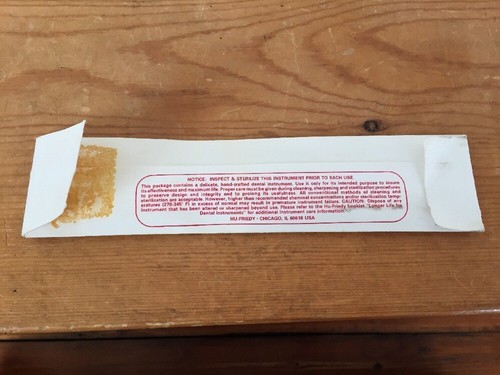 NOTICE: INSPECT & STERILIZE THIS INSTRUMENT PRIOR TO EACH USE
This package contains a delicate, hand-crafted dental instrument. Use it only for its intended purpose to insure
its effectiveness and maximum life. Proper care must be given during cleaning, sharpening and sterilization procedures
to preserve design and integrity and to prolong its usefulness. All conventional methods of cleaning and
sterilization are acceptable. However, higher than recommended chemical concentrations and/or sterilization temp-
eratures (270-345° F) in excess of normal may result in premature instrument failure. CAUTION: Dispose of any
instrument that has been altered or sharpened beyond use. Please refer to the Hu-Friedy booklet, "Longer Life for
Dental Instruments" for additional instrument care information.
HU-FRIEDY · CHICAGO, IL 60618 USA